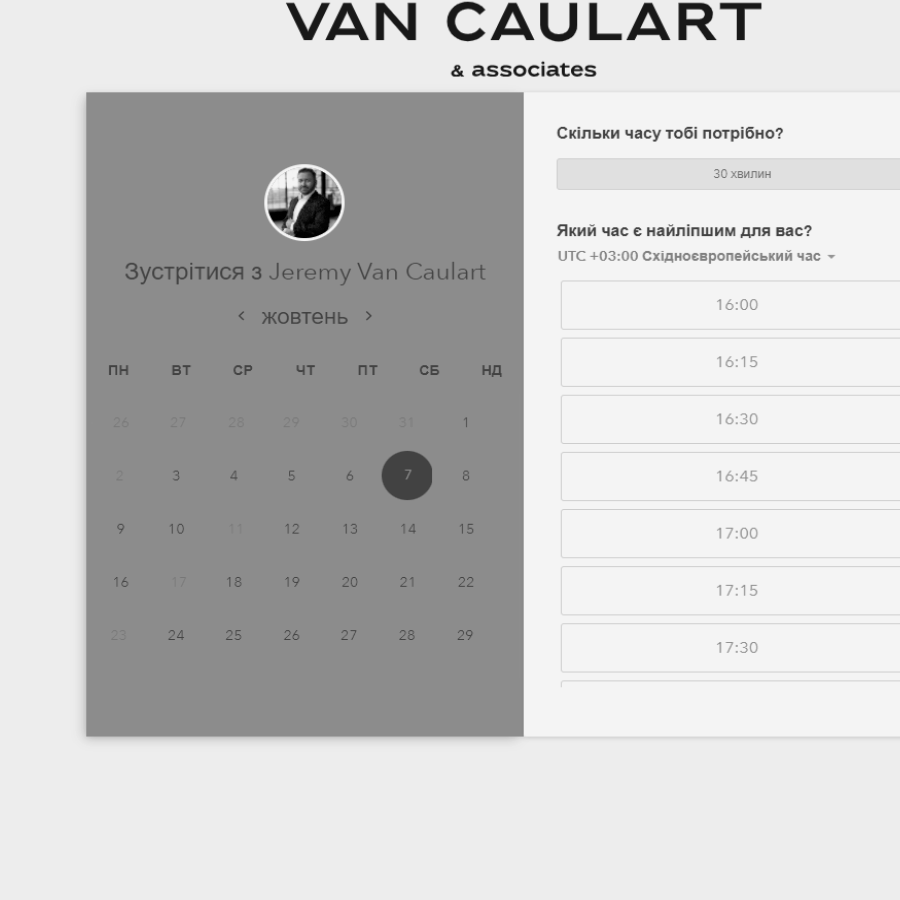 VAN CAULART
& associates
Зустрітися з Jeremy Van Caulart
‹ жовтень ›
ПН ВТ СР ЧТ ПТ СБ НД
26 27 28 29 30 31 1
2 3 4 5 6 7 8
9 10 11 12 13 14 15
16 17 18 19 20 21 22
23 24 25 26 27 28 29
Скільки часу тобі потрібно?
30 хвилин
Який час є найліпшим для вас?
UTC +03:00 Східноєвропейський час
16:00
16:15
16:30
16:45
17:00
17:15
17:30